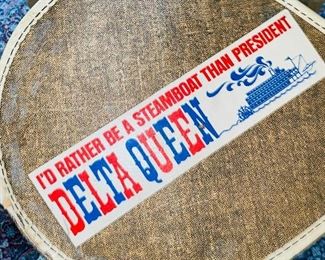 I'D RATHER BE A STEAMBOAT THAN PRESIDENT
DELTA QUEEN